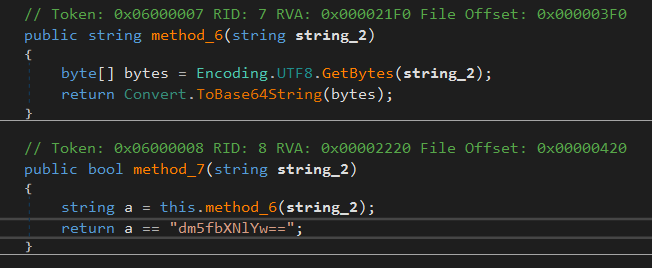 // Token: 0x06000007 RID: 7 RVA: 0x000021F0 File Offset: 0x000003F0
public string method_6(string string_2)
{
byte[] bytes = Encoding.UTF8.GetBytes(string_2);
return Convert.ToBase64String(bytes);
}
// Token: 0x06000008 RID: 8 RVA: 0x00002220 File Offset: 0x00000420
public bool method_7(string string_2)
{
string a = this.method_6(string_2);
return a == "dm5fbXNlYw==";
}